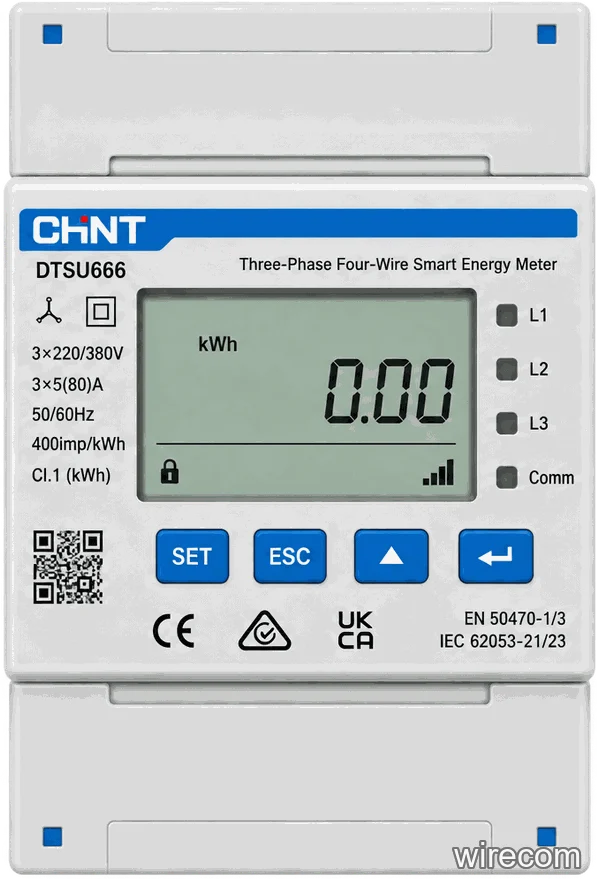 CHINT
DTSU666
Three-Phase Four-Wire Smart Energy Meter
3×220/380V
3×5(80)A
50/60Hz
400imp/kWh
Cl.1 (kWh)
kWh
0.00
L1
L2
L3
Comm
SET
ESC
CE
UK
CA
EN 50470-1/3
IEC 62053-21/23
wirecom